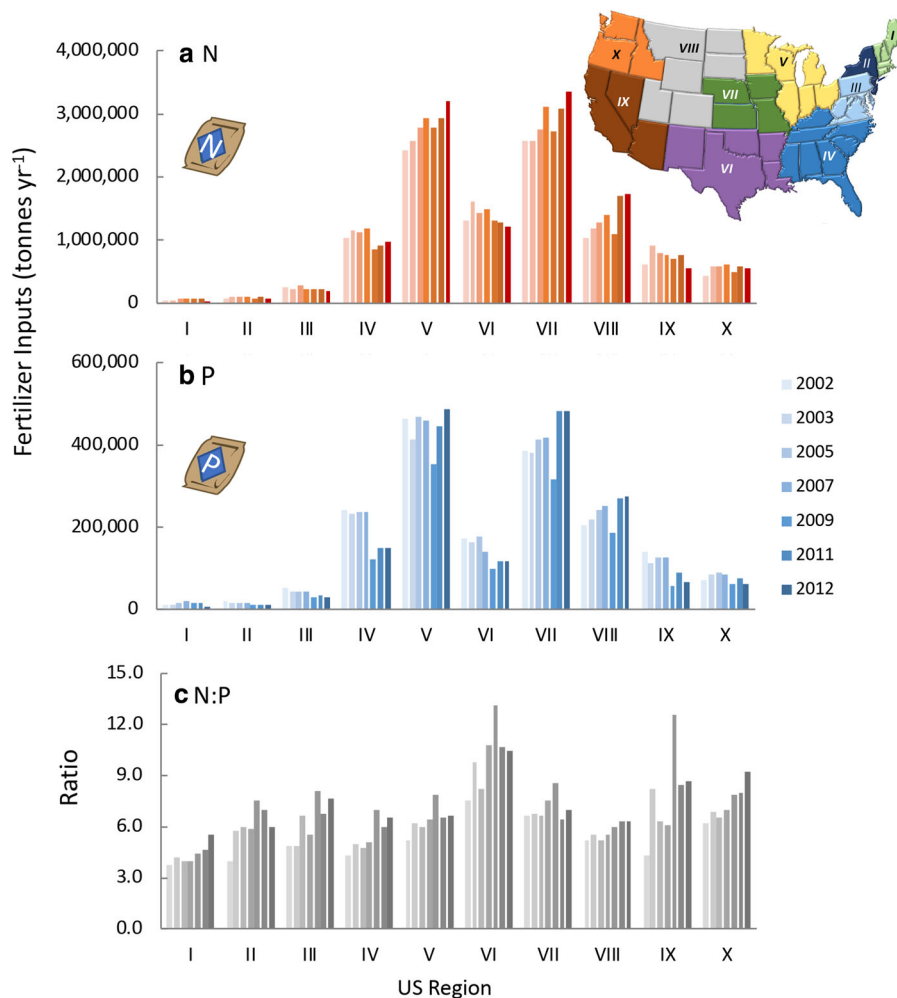 a N
4,000,000
3,000,000
2,000,000
1,000,000
0
N
I II III IV V VI VII VIII IX X
X
VIII
V
I
II
III
VII
IX
IV
VI
Fertilizer Inputs (tonnes yr⁻¹)
b P
600,000
400,000
200,000
0
P
I II III IV V VI VII VIII IX X
2002
2003
2005
2007
2009
2011
2012
c N:P
15.0
12.0
9.0
6.0
3.0
0.0
Ratio
I II III IV V VI VII VIII IX X
US Region